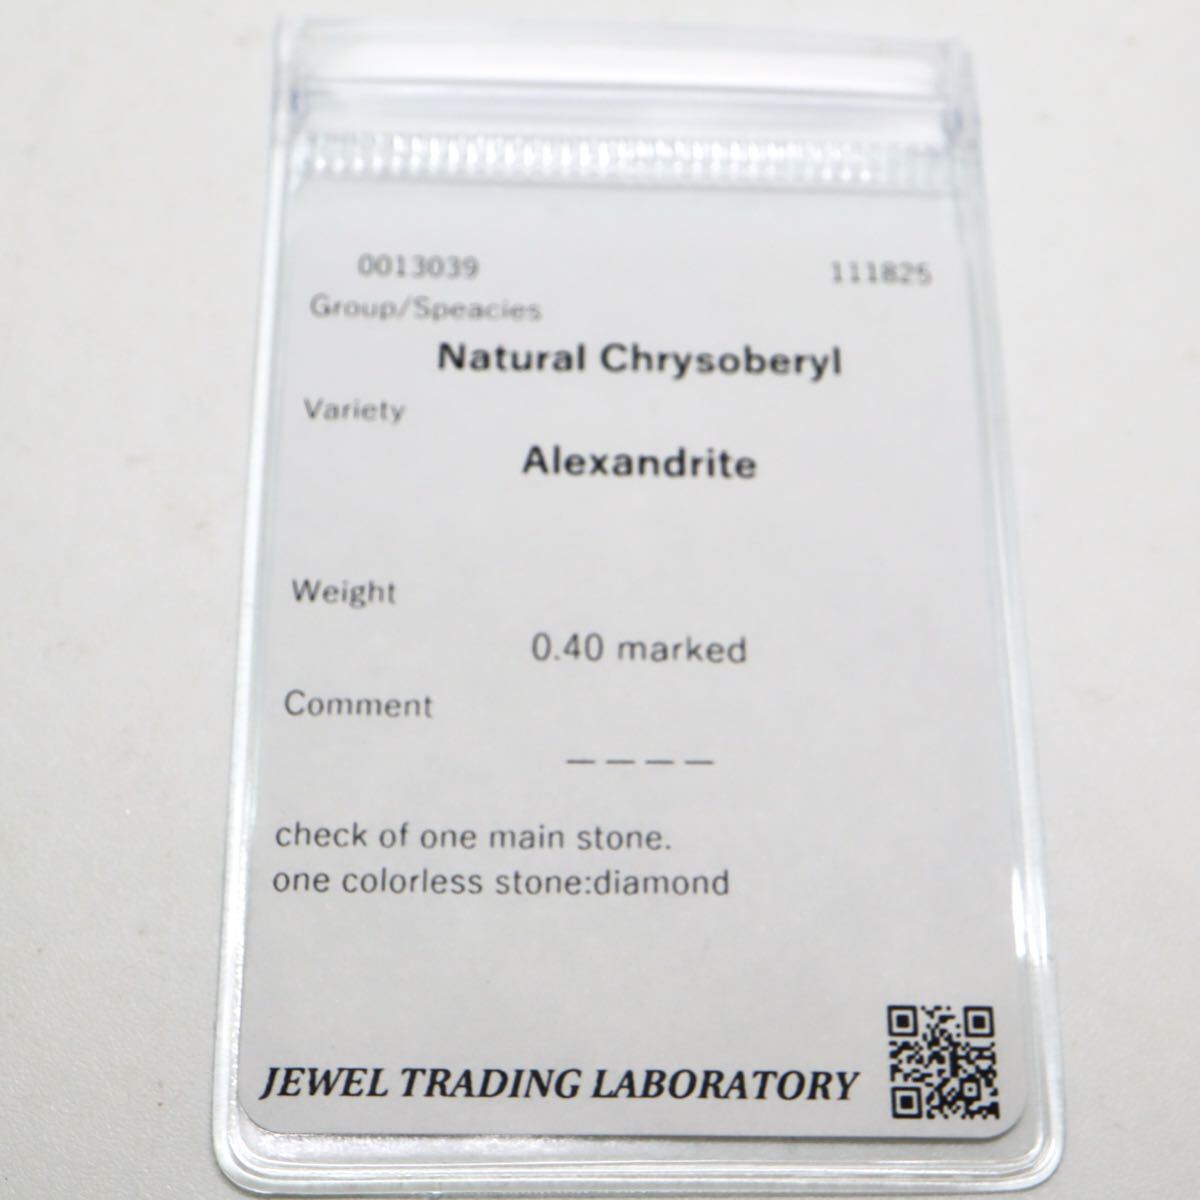 0013039 111825
Group/Speacies
Natural Chrysoberyl
Variety
Alexandrite
Weight
0.40 marked
Comment
————
check of one main stone.
one colorless stone:diamond
JEWEL TRADING LABORATORY